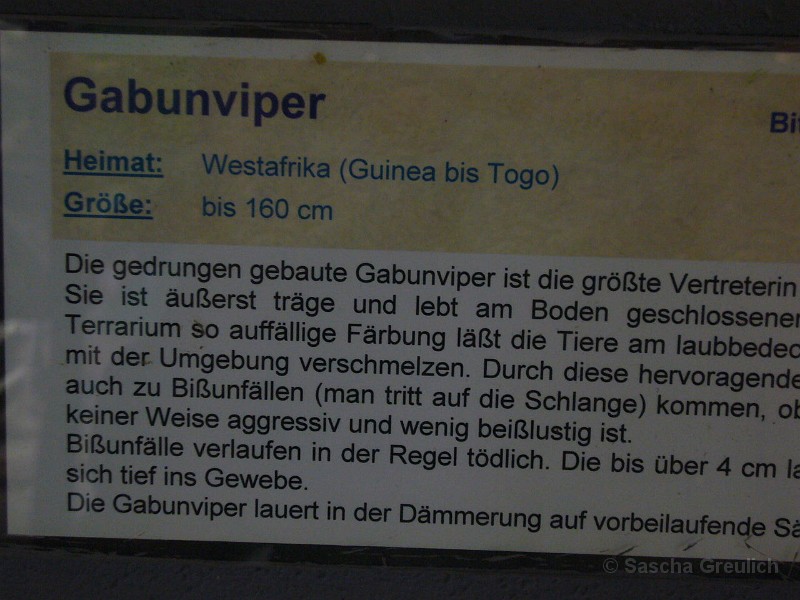 Gabunviper
Heimat: Westafrika (Guinea bis Togo)
Größe: bis 160 cm
Die gedrungen gebaute Gabunviper ist die größte Vertreterin
Sie ist äußerst träge und lebt am Boden geschlossener
Terrarium so auffällige Färbung läßt die Tiere am laubbedec
mit der Umgebung verschmelzen. Durch diese hervoragende
auch zu Bißunfällen (man tritt auf die Schlange) kommen, ob
keiner Weise aggressiv und wenig beißlustig ist.
Bißunfälle verlaufen in der Regel tödlich. Die bis über 4 cm la
sich tief ins Gewebe.
Die Gabunviper lauert in der Dämmerung auf vorbeilaufende Sä
© Sascha Greulich